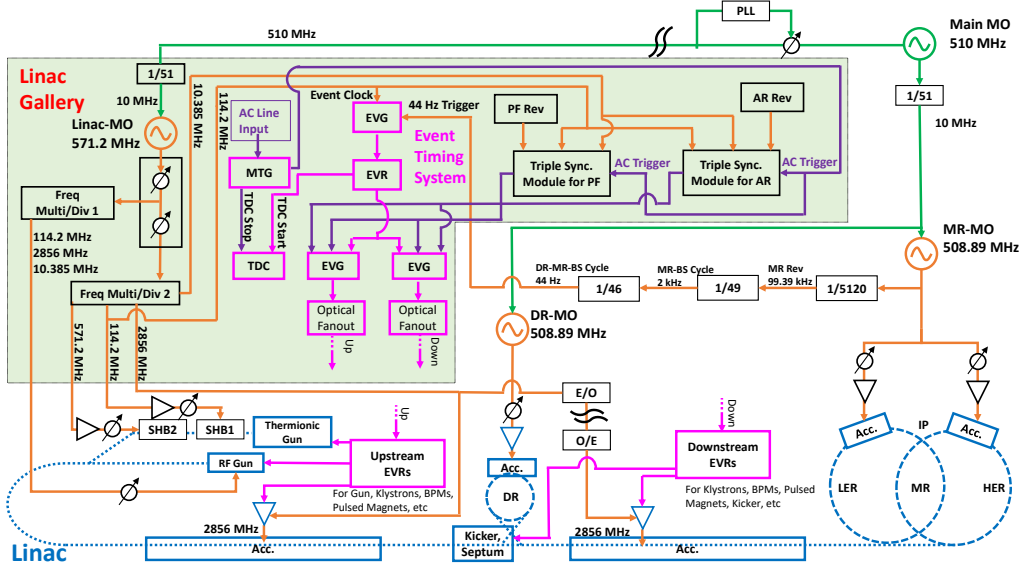 PLL
Main MO
510 MHz
510 MHz
1/51
10 MHz
Linac
Gallery
1/51
10 MHz
Linac-MO
571.2 MHz
10.385 MHz
114.2 MHz
Event Clock
44 Hz Trigger
AC Line
Input
EVG
Event
Timing
System
PF Rev
AR Rev
MTG
EVR
Triple Sync.
Module for PF
AC Trigger
Triple Sync.
Module for AR
AC Trigger
Freq
Multi/Div 1
114.2 MHz
2856 MHz
10.385 MHz
TDC Stop
TDC Start
TDC
EVG
EVG
MR-MO
508.89 MHz
DR-MR-BS Cycle
44 Hz
1/46
MR-BS Cycle
2 kHz
1/49
MR Rev
99.39 kHz
1/5120
Freq Multi/Div 2
Optical
Fanout
Optical
Fanout
Up
Down
DR-MO
508.89 MHz
571.2 MHz
114.2 MHz
2856 MHz
E/O
O/E
SHB2
SHB1
Thermionic
Gun
Up
Down
RF Gun
Upstream
EVRs
Downstream
EVRs
For Gun, Klystrons, BPMs,
Pulsed Magnets, etc
For Klystrons, BPMs, Pulsed
Magnets, Kicker, etc
Acc.
DR
Acc.
IP
Acc.
LER
MR
HER
2856 MHz
2856 MHz
Linac
Acc.
Kicker,
Septum
Acc.